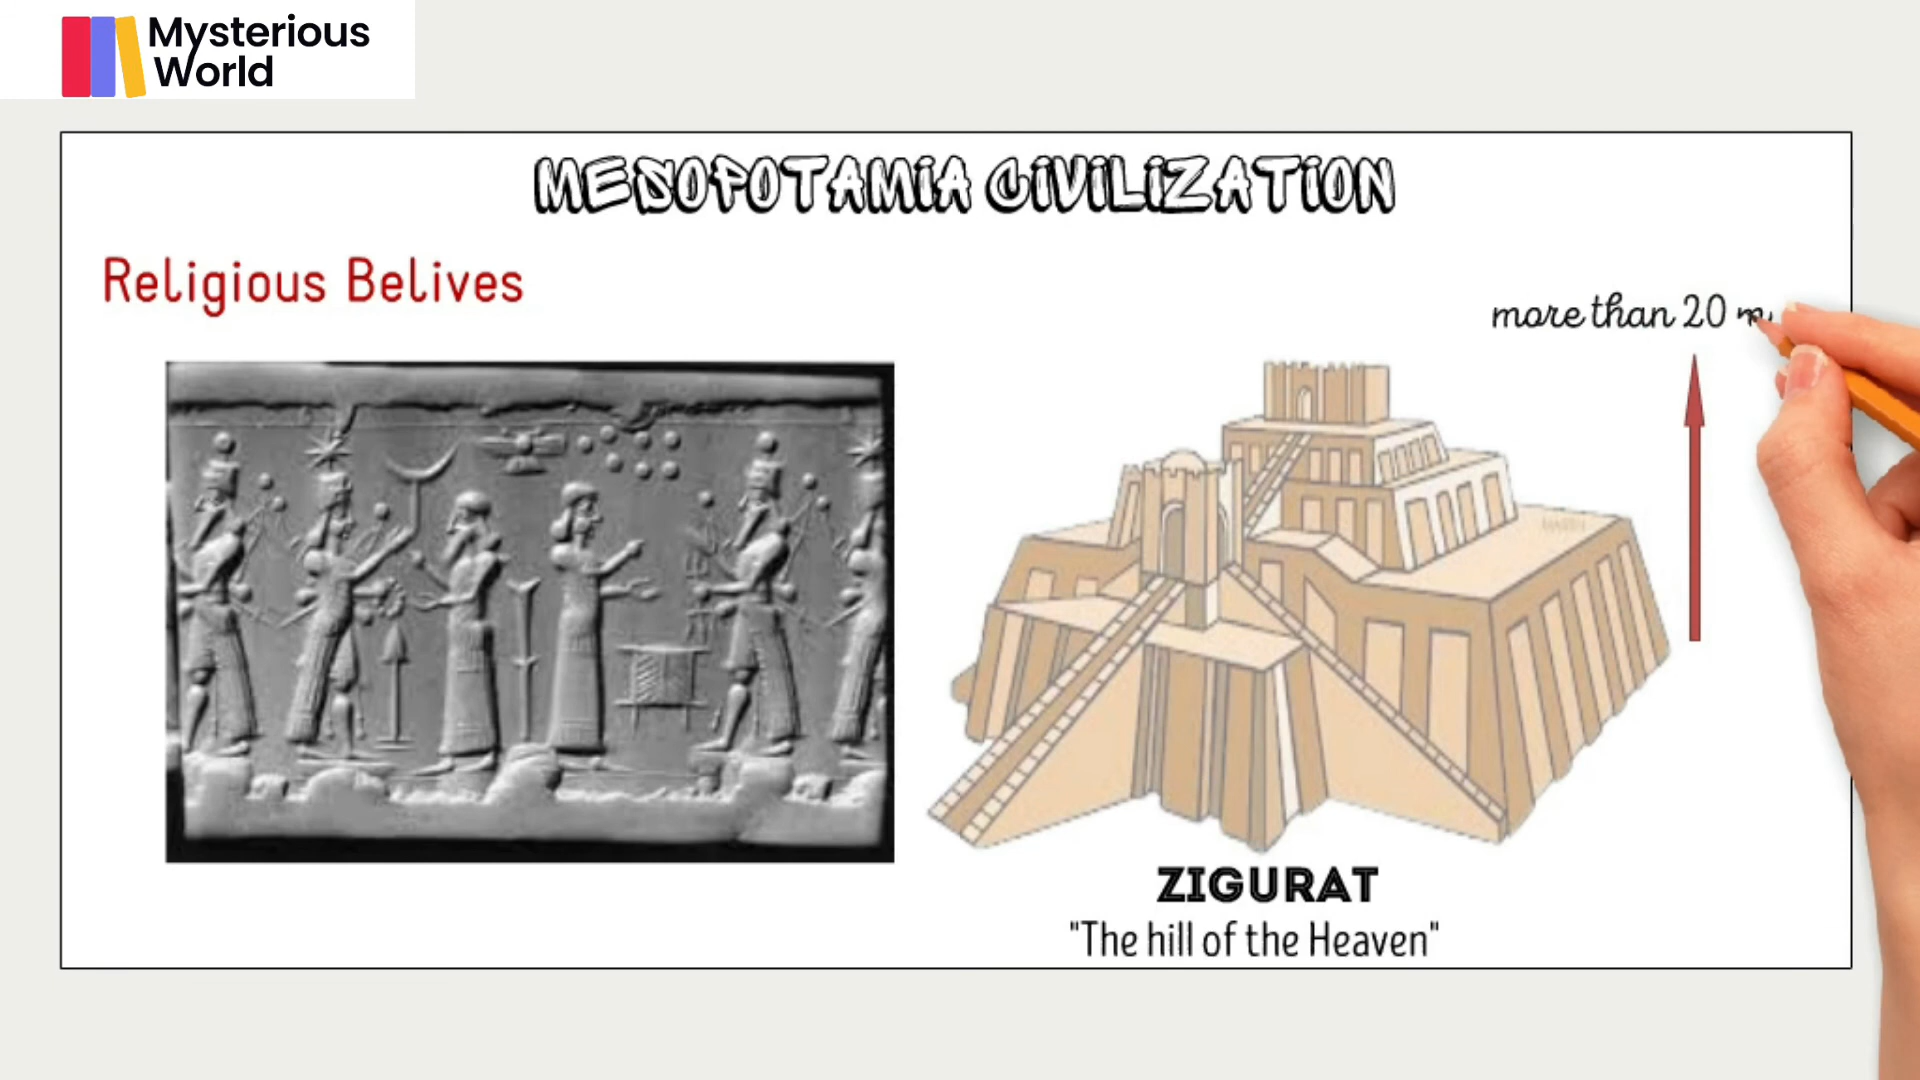 Mysterious
World
MESOPOTAMIA CIVILIZATION
Religious Belives
more than 20 m
ZIGURAT
"The hill of the Heaven"